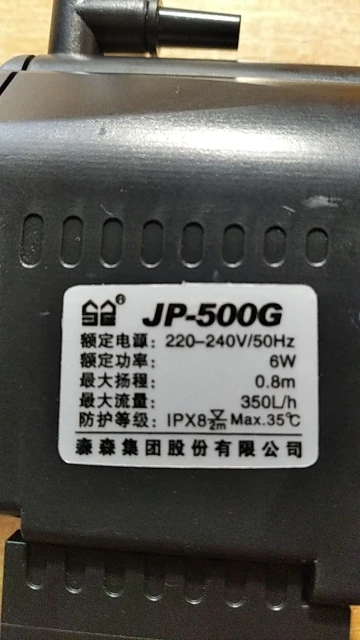 JP-500G
额定电源: 220-240V/50Hz
额定功率: 6W
最大扬程: 0.8m
最大流量: 350L/h
防护等级: IPX8 2m Max.35℃
森森集团股份有限公司